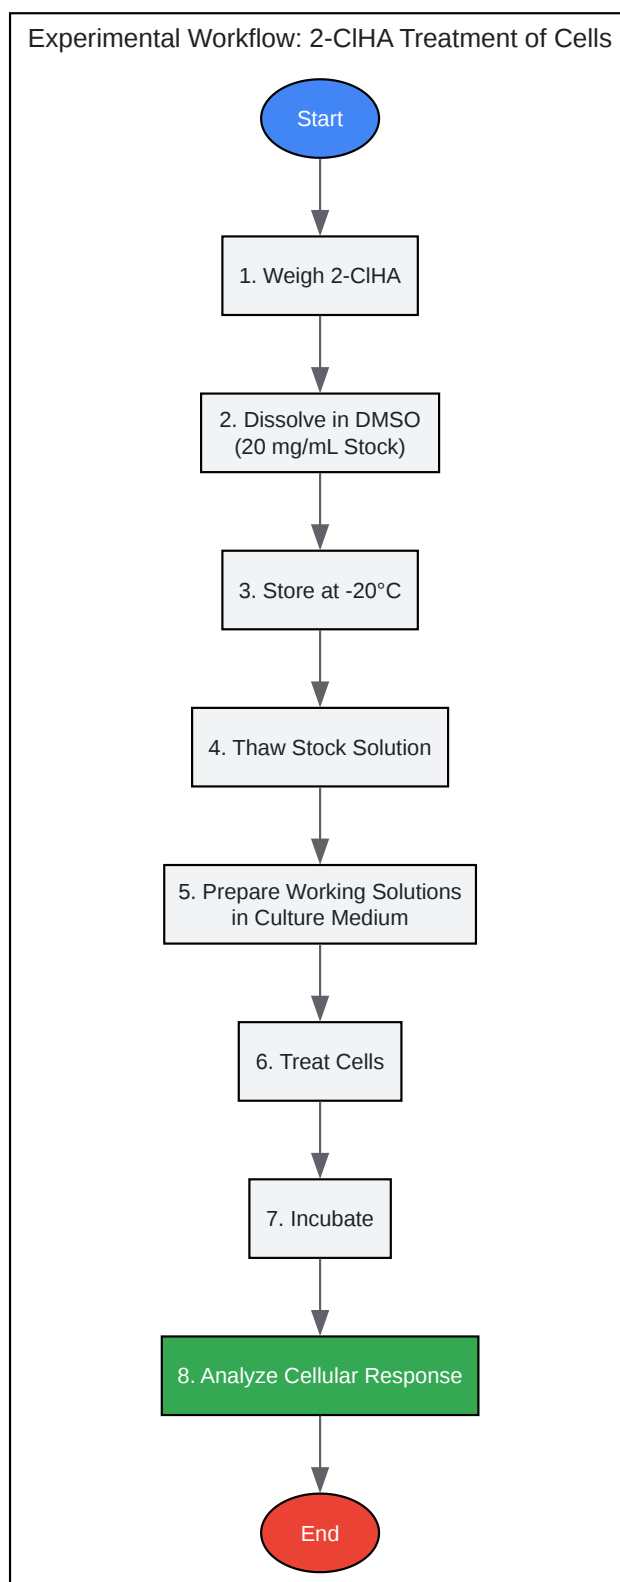 Experimental Workflow: 2-ClHA Treatment of Cells
Start
1. Weigh 2-ClHA
2. Dissolve in DMSO
(20 mg/mL Stock)
3. Store at -20°C
4. Thaw Stock Solution
5. Prepare Working Solutions
in Culture Medium
6. Treat Cells
7. Incubate
8. Analyze Cellular Response
End